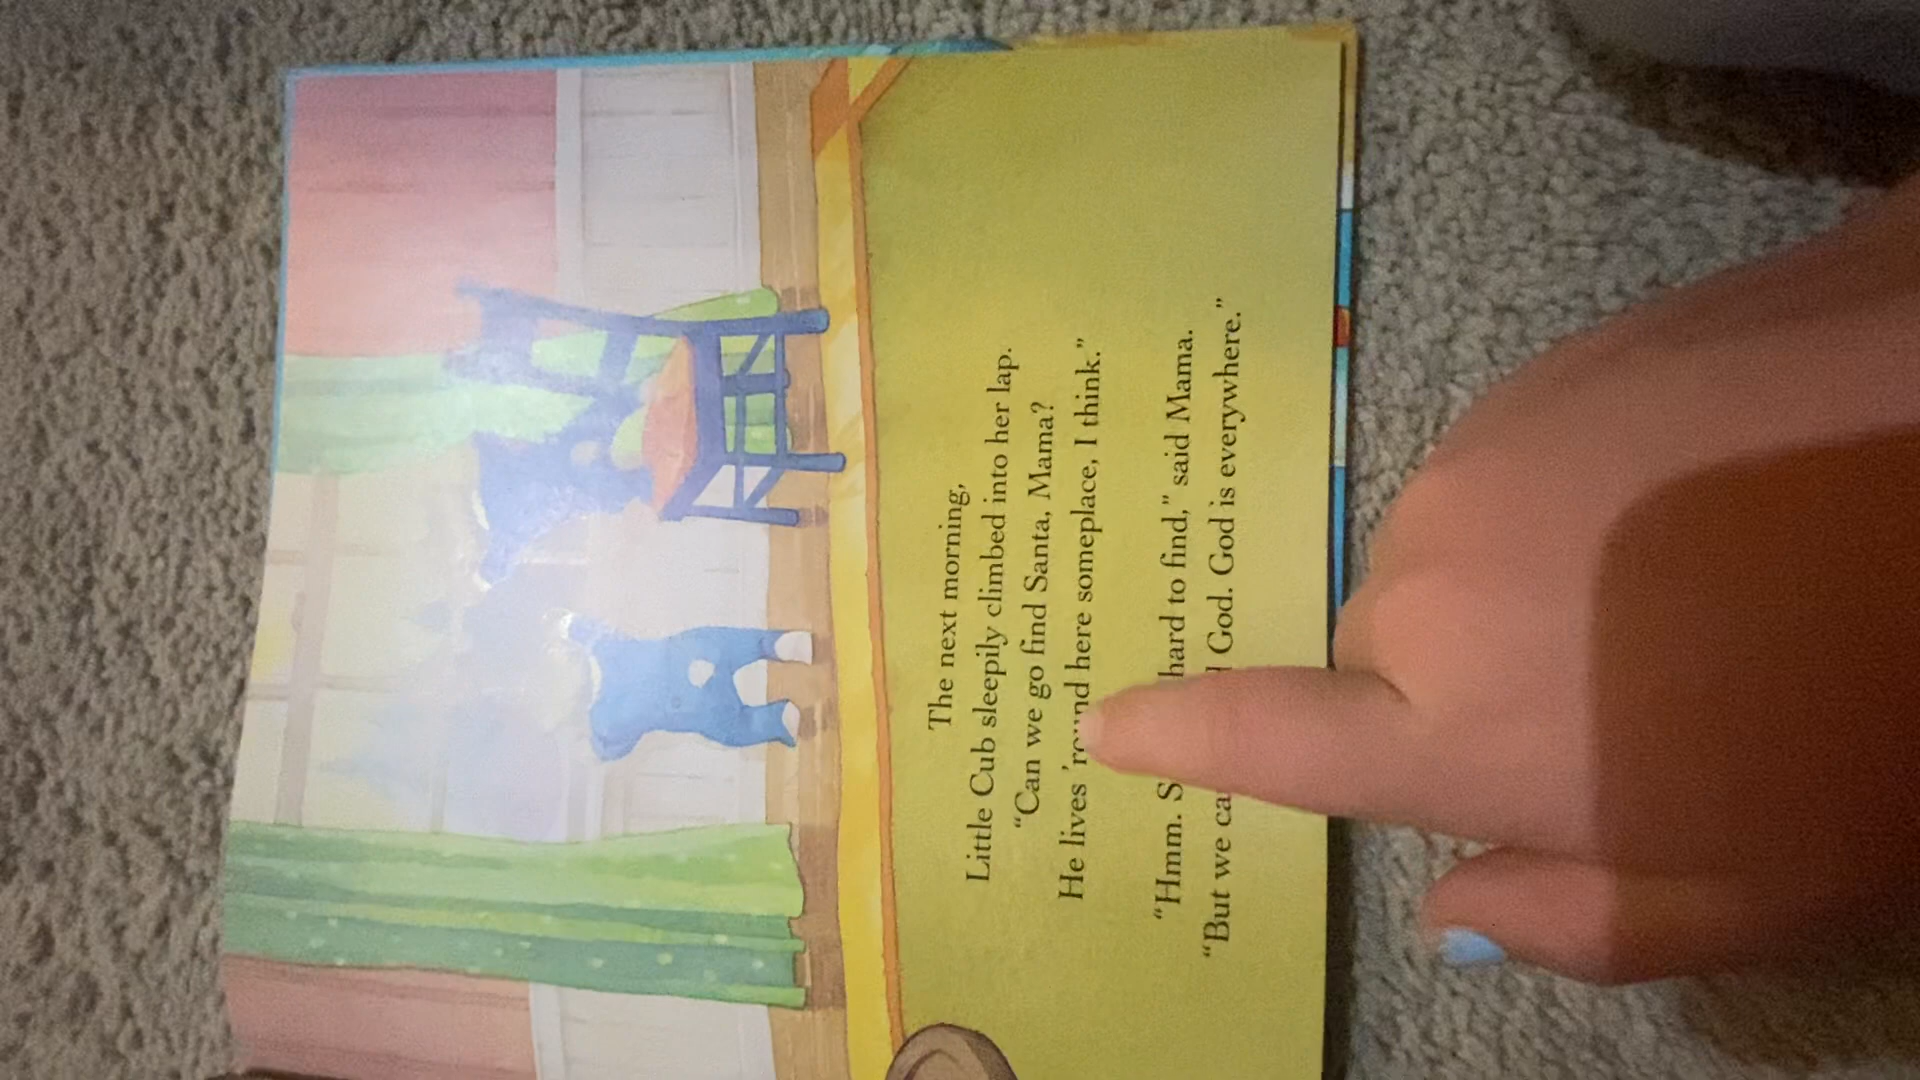 The next morning,
Little Cub sleepily climbed into her lap.
“Can we go find Santa, Mama?
He lives ’round here someplace, I think.”
“Hmm. hard to find,” said Mama.
“But we God. God is everywhere.”